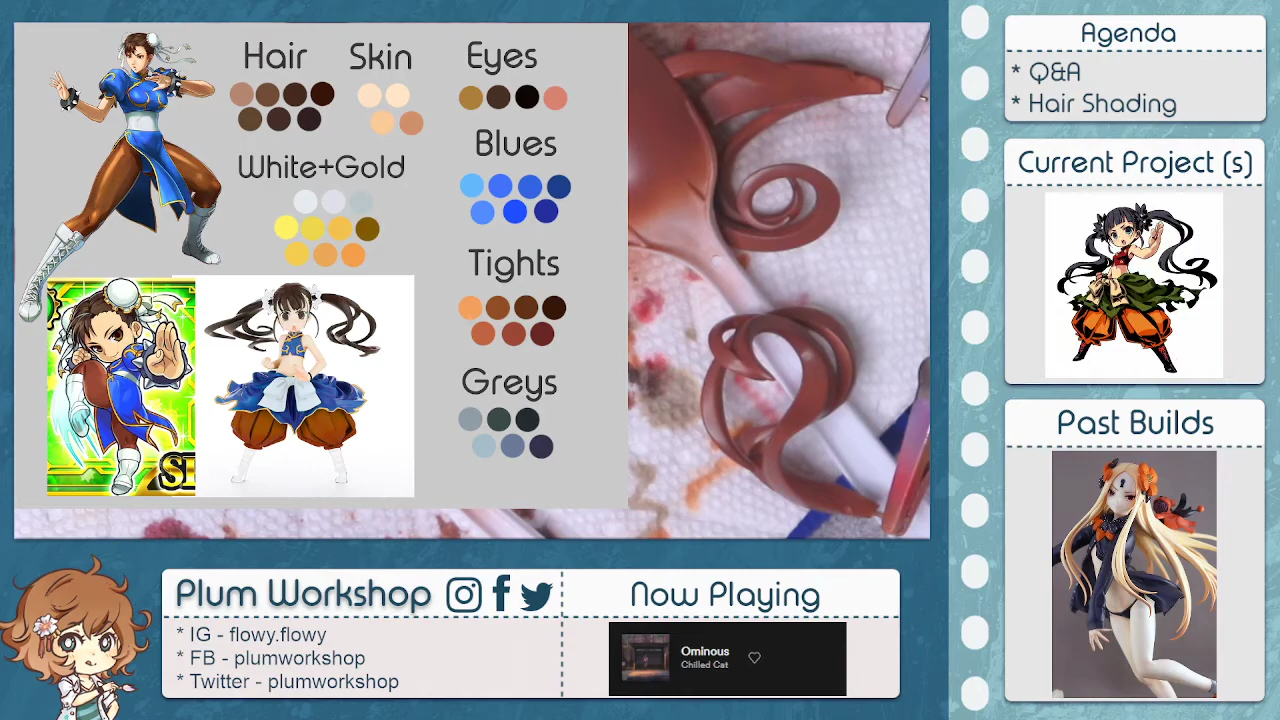 Hair
Skin
Eyes
White+Gold
Blues
Tights
Greys
Agenda
* Q&A
* Hair Shading
Current Project (s)
Past Builds
Plum Workshop
* IG - flowy.flowy
* FB - plumworkshop
* Twitter - plumworkshop
Now Playing
Ominous
Chilled Cat